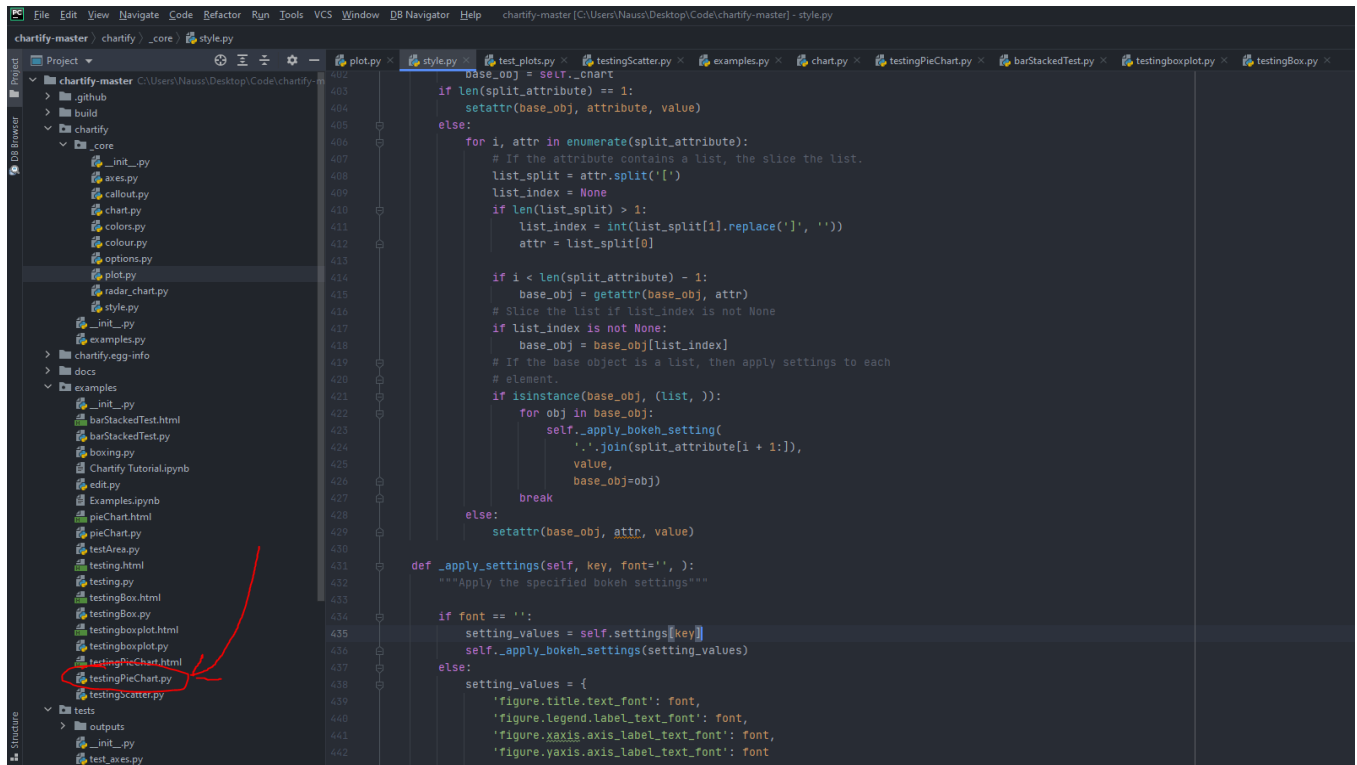 PC File Edit View Navigate Code Refactor Run Tools VCS Window DB Navigator Help chartify-master [C:\Users\Nauss\Desktop\Code\chartify-master] - style.py
chartify-master 〉 chartify 〉 _core 〉 style.py
Project
DB Browser
Structure
Project
chartify-master C:\Users\Nauss\Desktop\Code\chartify-m
.github
build
chartify
_core
__init__.py
axes.py
callout.py
chart.py
colors.py
colour.py
options.py
plot.py
radar_chart.py
style.py
__init__.py
examples.py
chartify.egg-info
docs
examples
__init__.py
barStackedTest.html
barStackedTest.py
boxing.py
Chartify Tutorial.ipynb
edit.py
Examples.ipynb
pieChart.html
pieChart.py
testArea.py
testing.html
testing.py
testingBox.html
testingBox.py
testingboxplot.html
testingboxplot.py
testingPieChart.html
testingPieChart.py
testingScatter.py
tests
outputs
__init__.py
test_axes.py
plot.py × style.py × test_plots.py × testingScatter.py × examples.py × chart.py × testingPieChart.py × barStackedTest.py × testingboxplot.py × testingBox.py ×
402 base_obj = self._chart
403 if len(split_attribute) == 1:
404 setattr(base_obj, attribute, value)
405 else:
406 for i, attr in enumerate(split_attribute):
407 # If the attribute contains a list, the slice the list.
408 list_split = attr.split('[')
409 list_index = None
410 if len(list_split) > 1:
411 list_index = int(list_split[1].replace(']', ''))
412 attr = list_split[0]
413
414 if i < len(split_attribute) - 1:
415 base_obj = getattr(base_obj, attr)
416 # Slice the list if list_index is not None
417 if list_index is not None:
418 base_obj = base_obj[list_index]
419 # If the base object is a list, then apply settings to each
420 # element.
421 if isinstance(base_obj, (list, )):
422 for obj in base_obj:
423 self._apply_bokeh_setting(
424 '.'.join(split_attribute[i + 1:]),
425 value,
426 base_obj=obj)
427 break
428 else:
429 setattr(base_obj, attr, value)
430
431 def _apply_settings(self, key, font='', ):
432 """Apply the specified bokeh settings"""
433
434 if font == '':
435 setting_values = self.settings[key]
436 self._apply_bokeh_settings(setting_values)
437 else:
438 setting_values = {
439 'figure.title.text_font': font,
440 'figure.legend.label_text_font': font,
441 'figure.xaxis.axis_label_text_font': font,
442 'figure.yaxis.axis_label_text_font': font